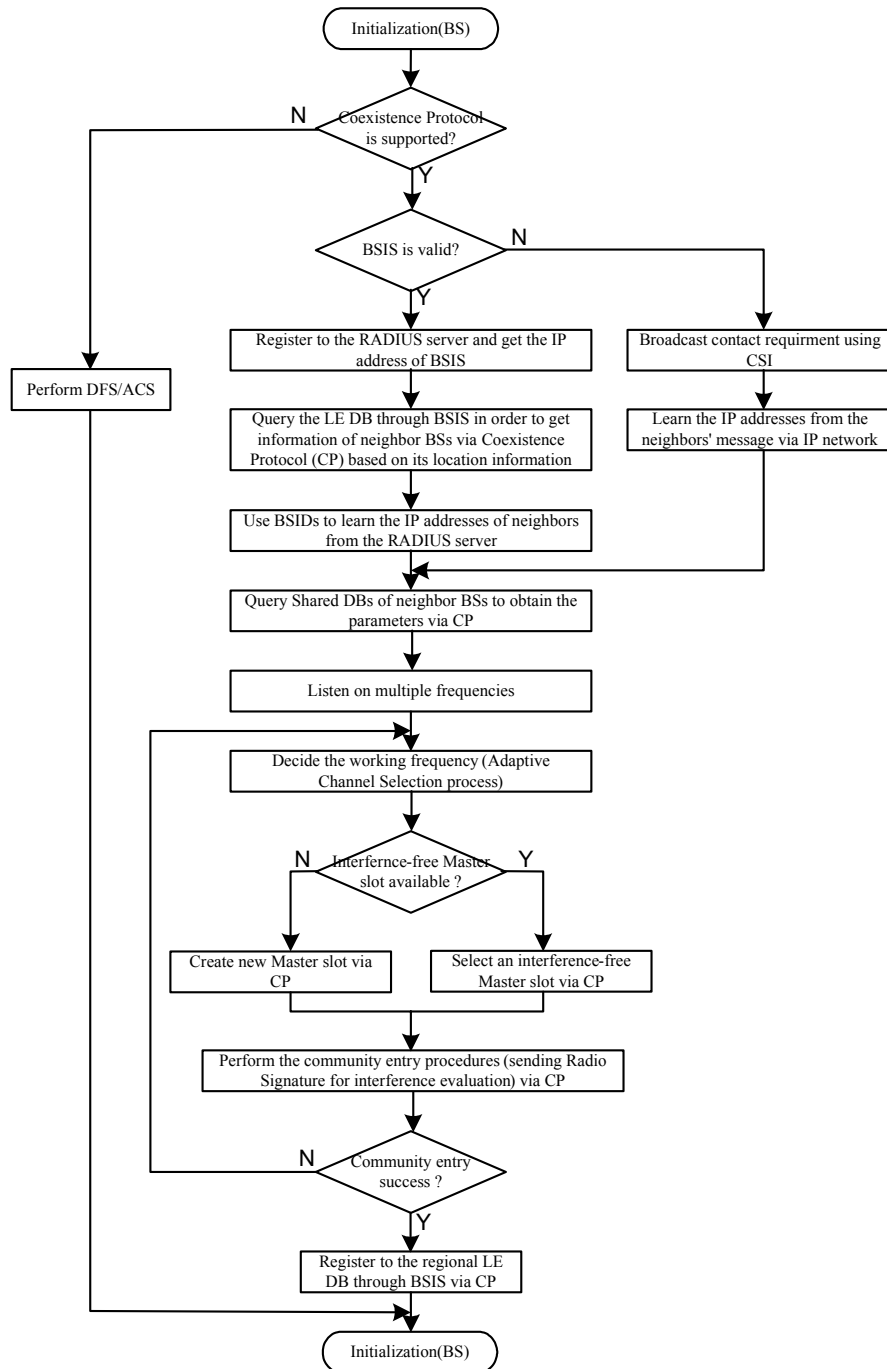 Initialization(BS)
N
Coexistence Protocol
is supported?
Y
BSIS is valid?
N
Y
Register to the RADIUS server and get the IP
address of BSIS
Broadcast contact requirment using
CSI
Perform DFS/ACS
Query the LE DB through BSIS in order to get
information of neighbor BSs via Coexistence
Protocol (CP) based on its location information
Learn the IP addresses from the
neighbors' message via IP network
Use BSIDs to learn the IP addresses of neighbors
from the RADIUS server
Query Shared DBs of neighbor BSs to obtain the
parameters via CP
Listen on multiple frequencies
Decide the working frequency (Adaptive
Channel Selection process)
N
Interfernce-free Master
slot available ?
Y
Create new Master slot via
CP
Select an interference-free
Master slot via CP
Perform the community entry procedures (sending Radio
Signature for interference evaluation) via CP
N
Community entry
success ?
Y
Register to the regional LE
DB through BSIS via CP
Initialization(BS)